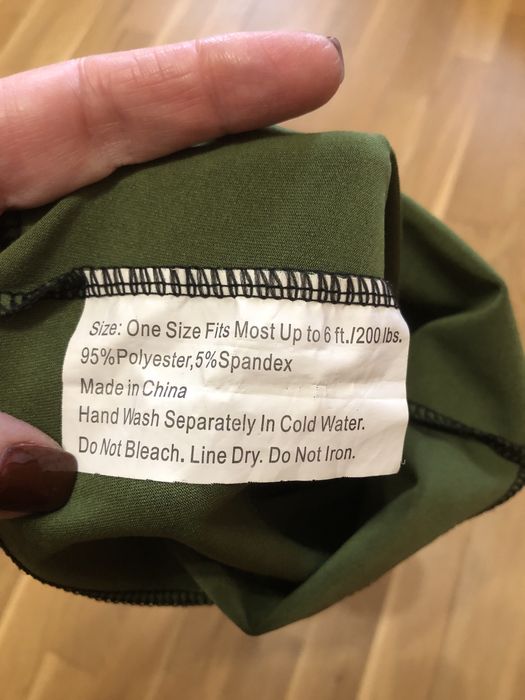 Size: One Size Fits Most Up to 6 ft./200 lbs.
95%Polyester,5%Spandex
Made in China
Hand Wash Separately In Cold Water.
Do Not Bleach. Line Dry. Do Not Iron.